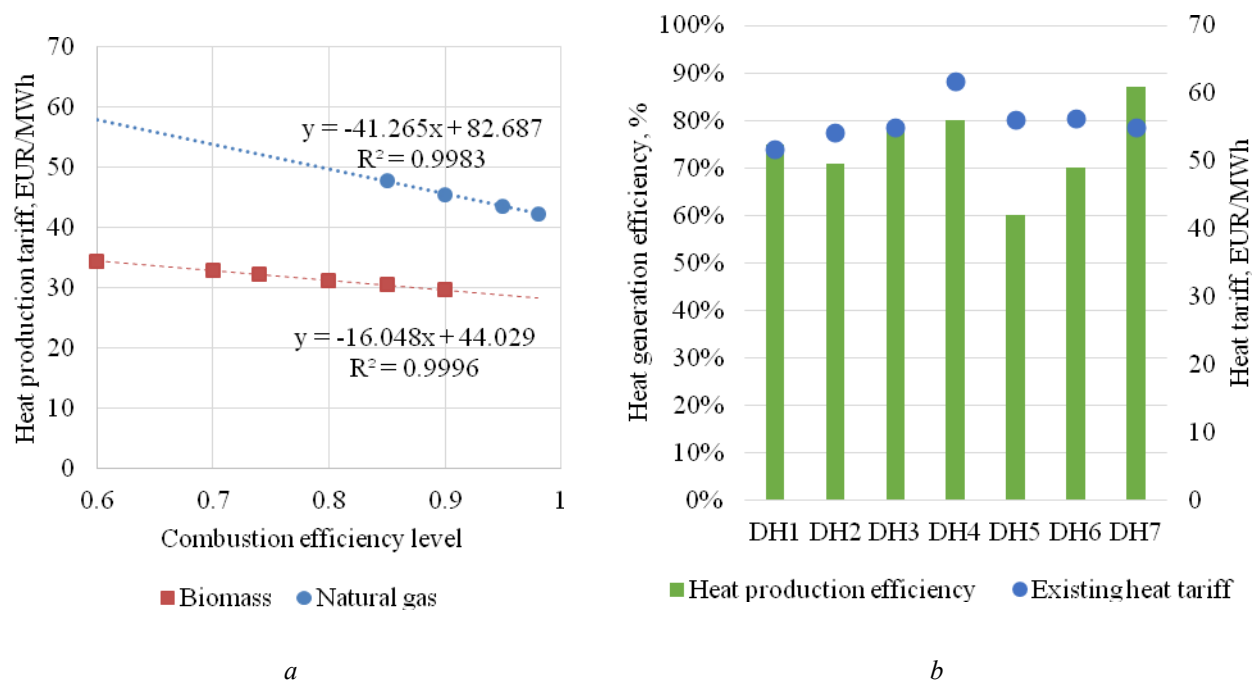 70
60
50
40
30
20
10
0
Heat production tariff, EUR/MWh
y = -41.265x + 82.687
R² = 0.9983
y = -16.048x + 44.029
R² = 0.9996
0.6 0.7 0.8 0.9 1
Combustion efficiency level
Biomass Natural gas
a
100%
90%
80%
70%
60%
50%
40%
30%
20%
10%
0%
Heat generation efficiency, %
70
60
50
40
30
20
10
0
Heat tariff, EUR/MWh
DH1 DH2 DH3 DH4 DH5 DH6 DH7
Heat production efficiency Existing heat tariff
b